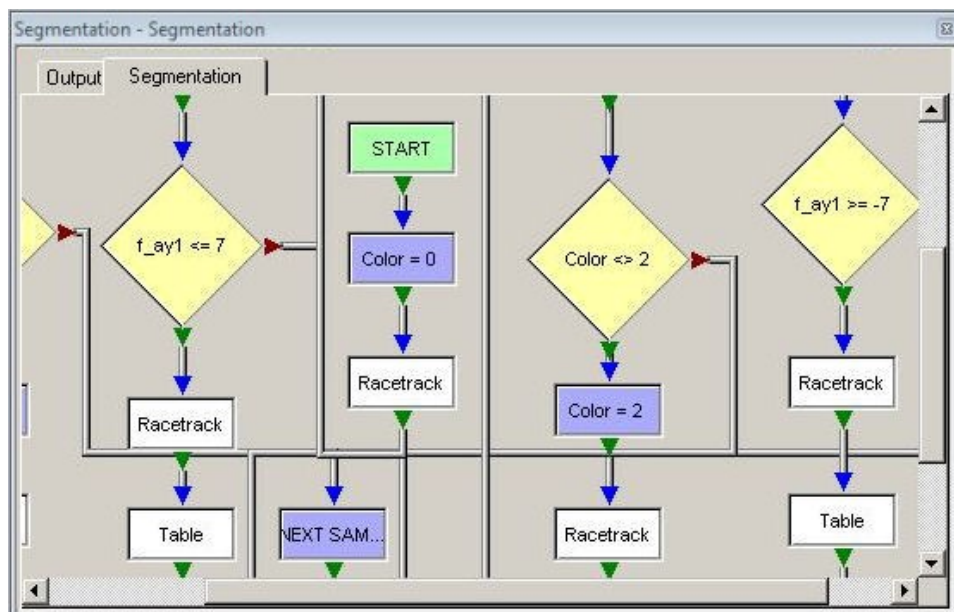 Segmentation - Segmentation
Output
Segmentation
START
f_ay1 <= 7
Color = 0
Color <> 2
f_ay1 >= -7
Racetrack
Racetrack
Color = 2
Racetrack
Table
NEXT SAM...
Racetrack
Table